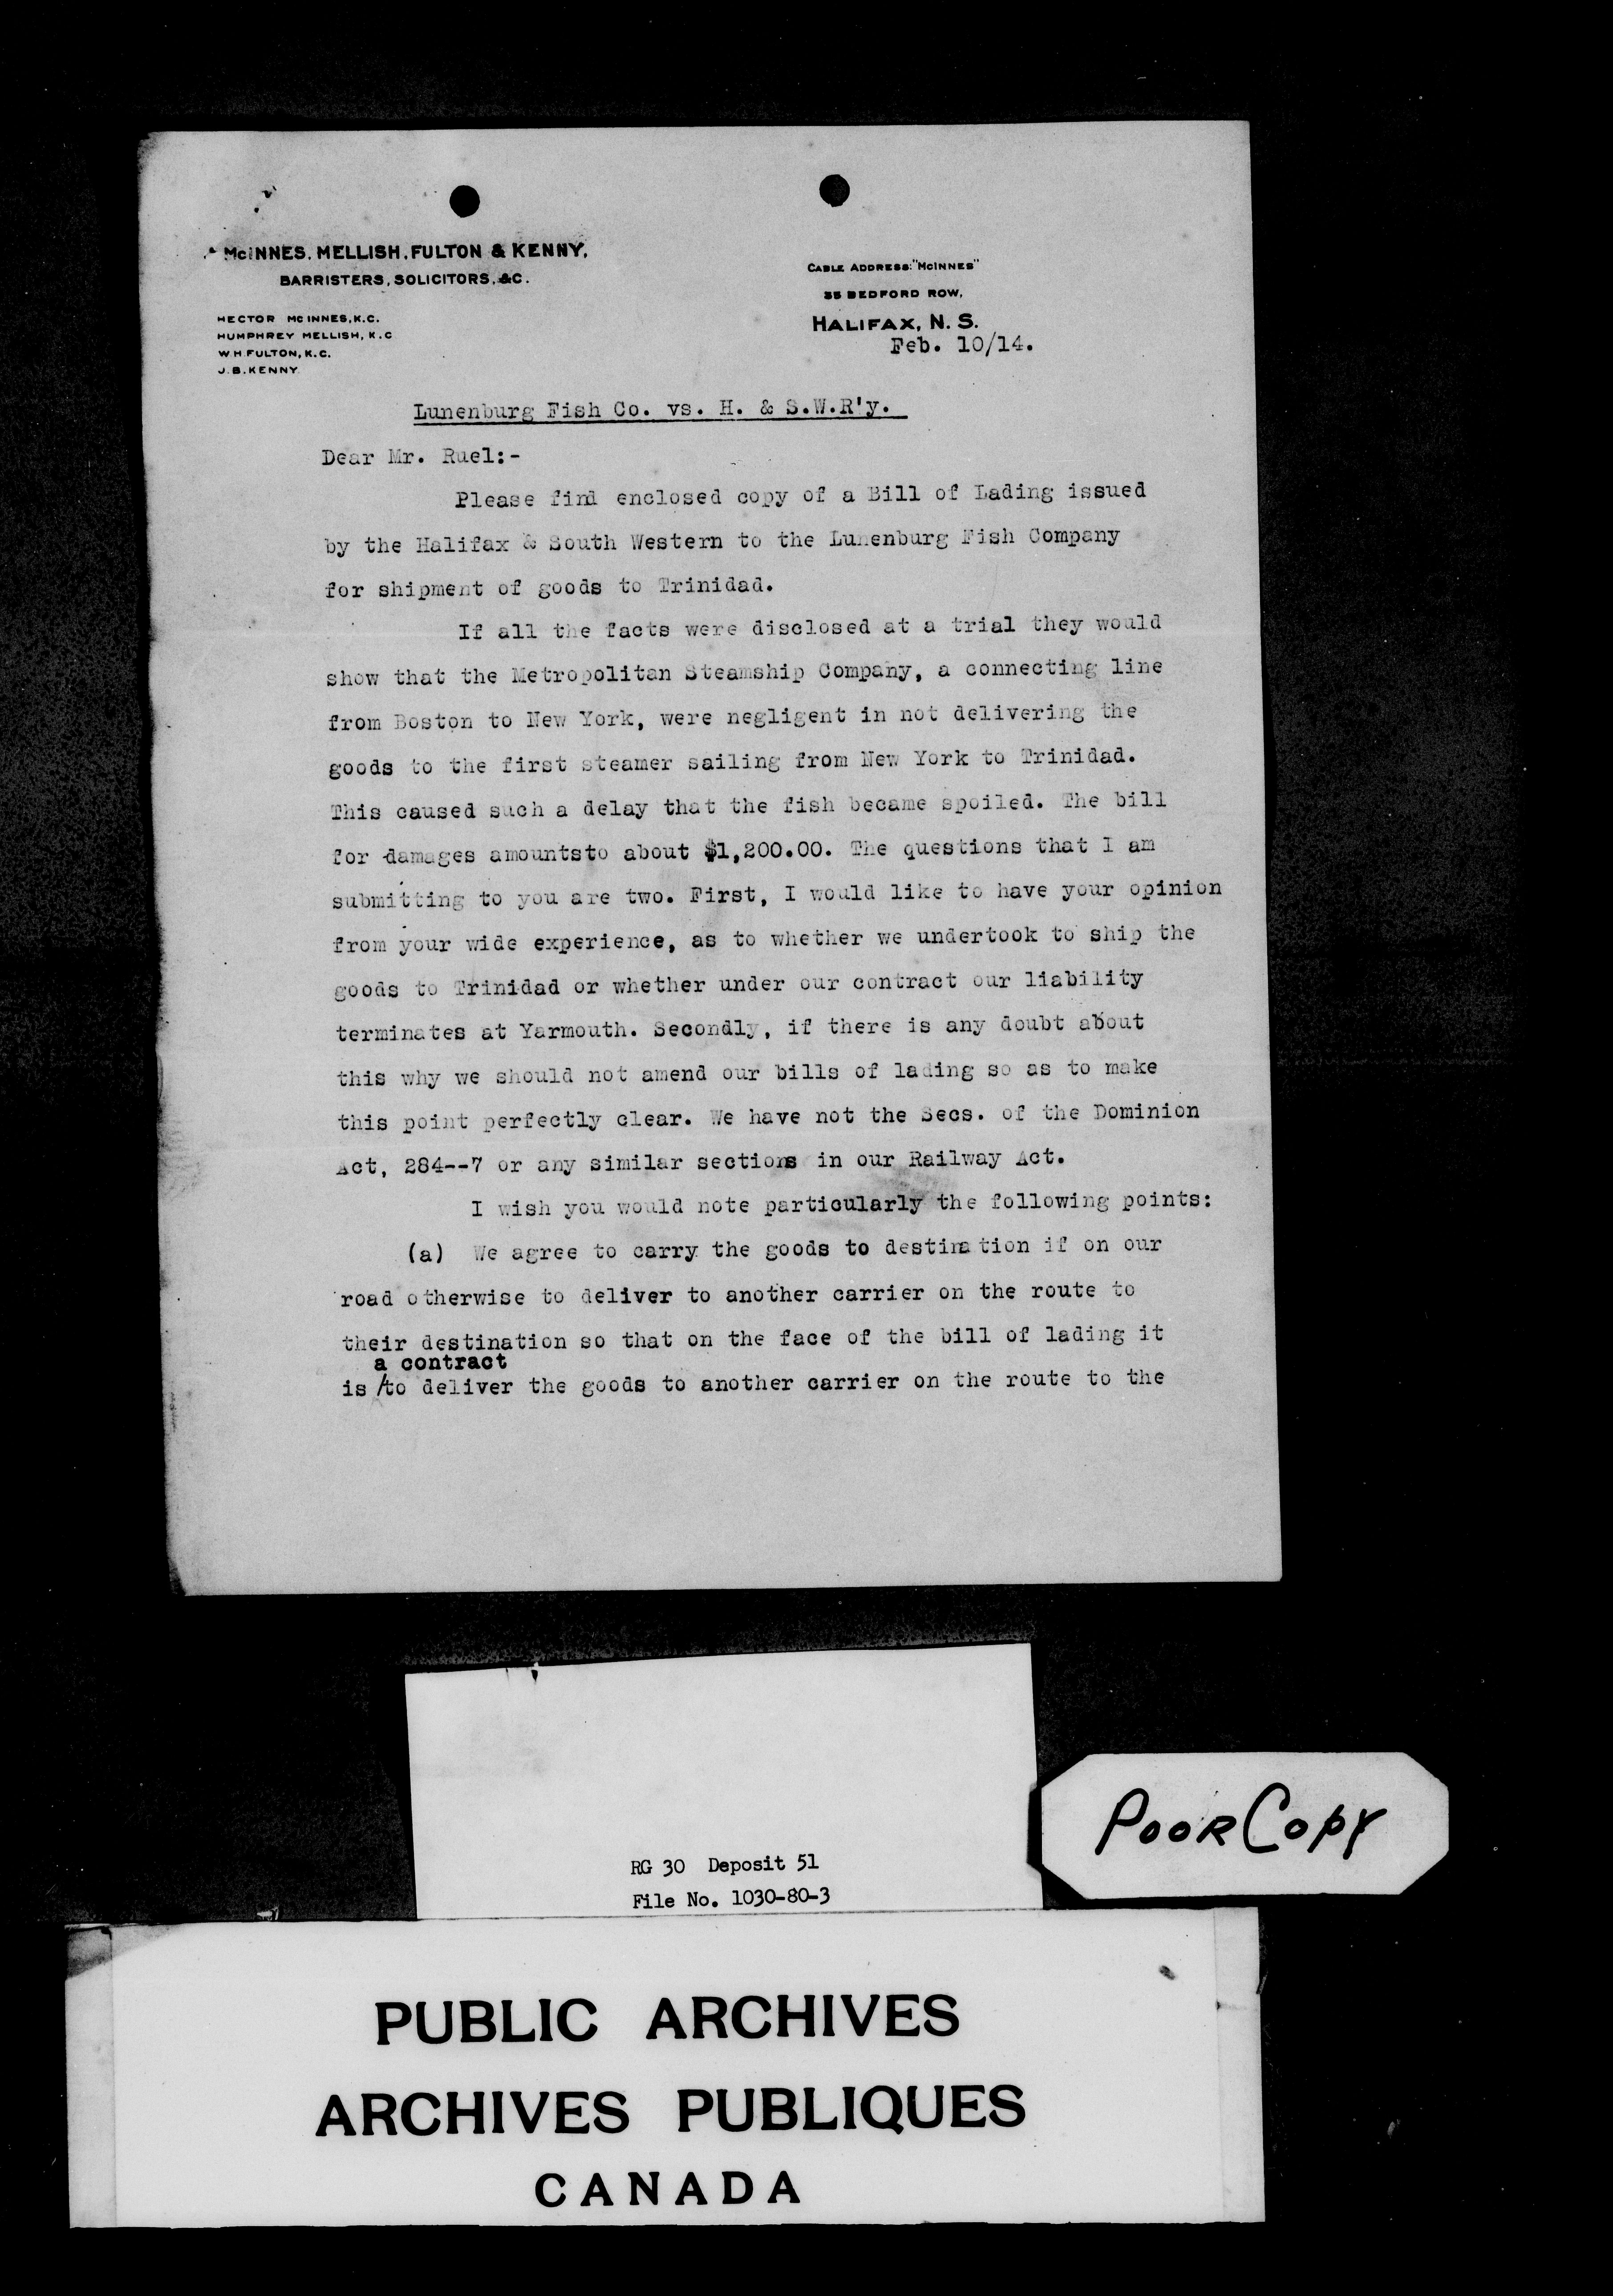 McINNES, MELLISH, FULTON & KENNY,
BARRISTERS, SOLICITORS, &C.
HECTOR McINNES, K.C.
HUMPHREY MELLISH, K.C
W. H. FULTON, K.C.
J. B. KENNY
CABLE ADDRESS: "McINNES"
35 BEDFORD ROW,
HALIFAX, N. S.
Feb. 10/14.
Lunenburg Fish Co. vs. H. & S.W.R'y.
Dear Mr. Ruel:-
Please find enclosed copy of a Bill of Lading issued
by the Halifax & South Western to the Lunenburg Fish Company
for shipment of goods to Trinidad.
If all the facts were disclosed at a trial they would
show that the Metropolitan Steamship Company, a connecting line
from Boston to New York, were negligent in not delivering the
goods to the first steamer sailing from New York to Trinidad.
This caused such a delay that the fish became spoiled. The bill
for damages amountsto about $1,200.00. The questions that I am
submitting to you are two. First, I would like to have your opinion
from your wide experience, as to whether we undertook to ship the
goods to Trinidad or whether under our contract our liability
terminates at Yarmouth. Secondly, if there is any doubt about
this why we should not amend our bills of lading so as to make
this point perfectly clear. We have not the Secs. of the Dominion
Act, 284--7 or any similar sections in our Railway Act.
I wish you would note particularly the following points:
(a) We agree to carry the goods to destination if on our
road otherwise to deliver to another carrier on the route to
their destination so that on the face of the bill of lading it
a contract
is /to deliver the goods to another carrier on the route to the
RG 30 Deposit 51
File No. 1030-80-3
POOR COPY
PUBLIC ARCHIVES
ARCHIVES PUBLIQUES
CANADA